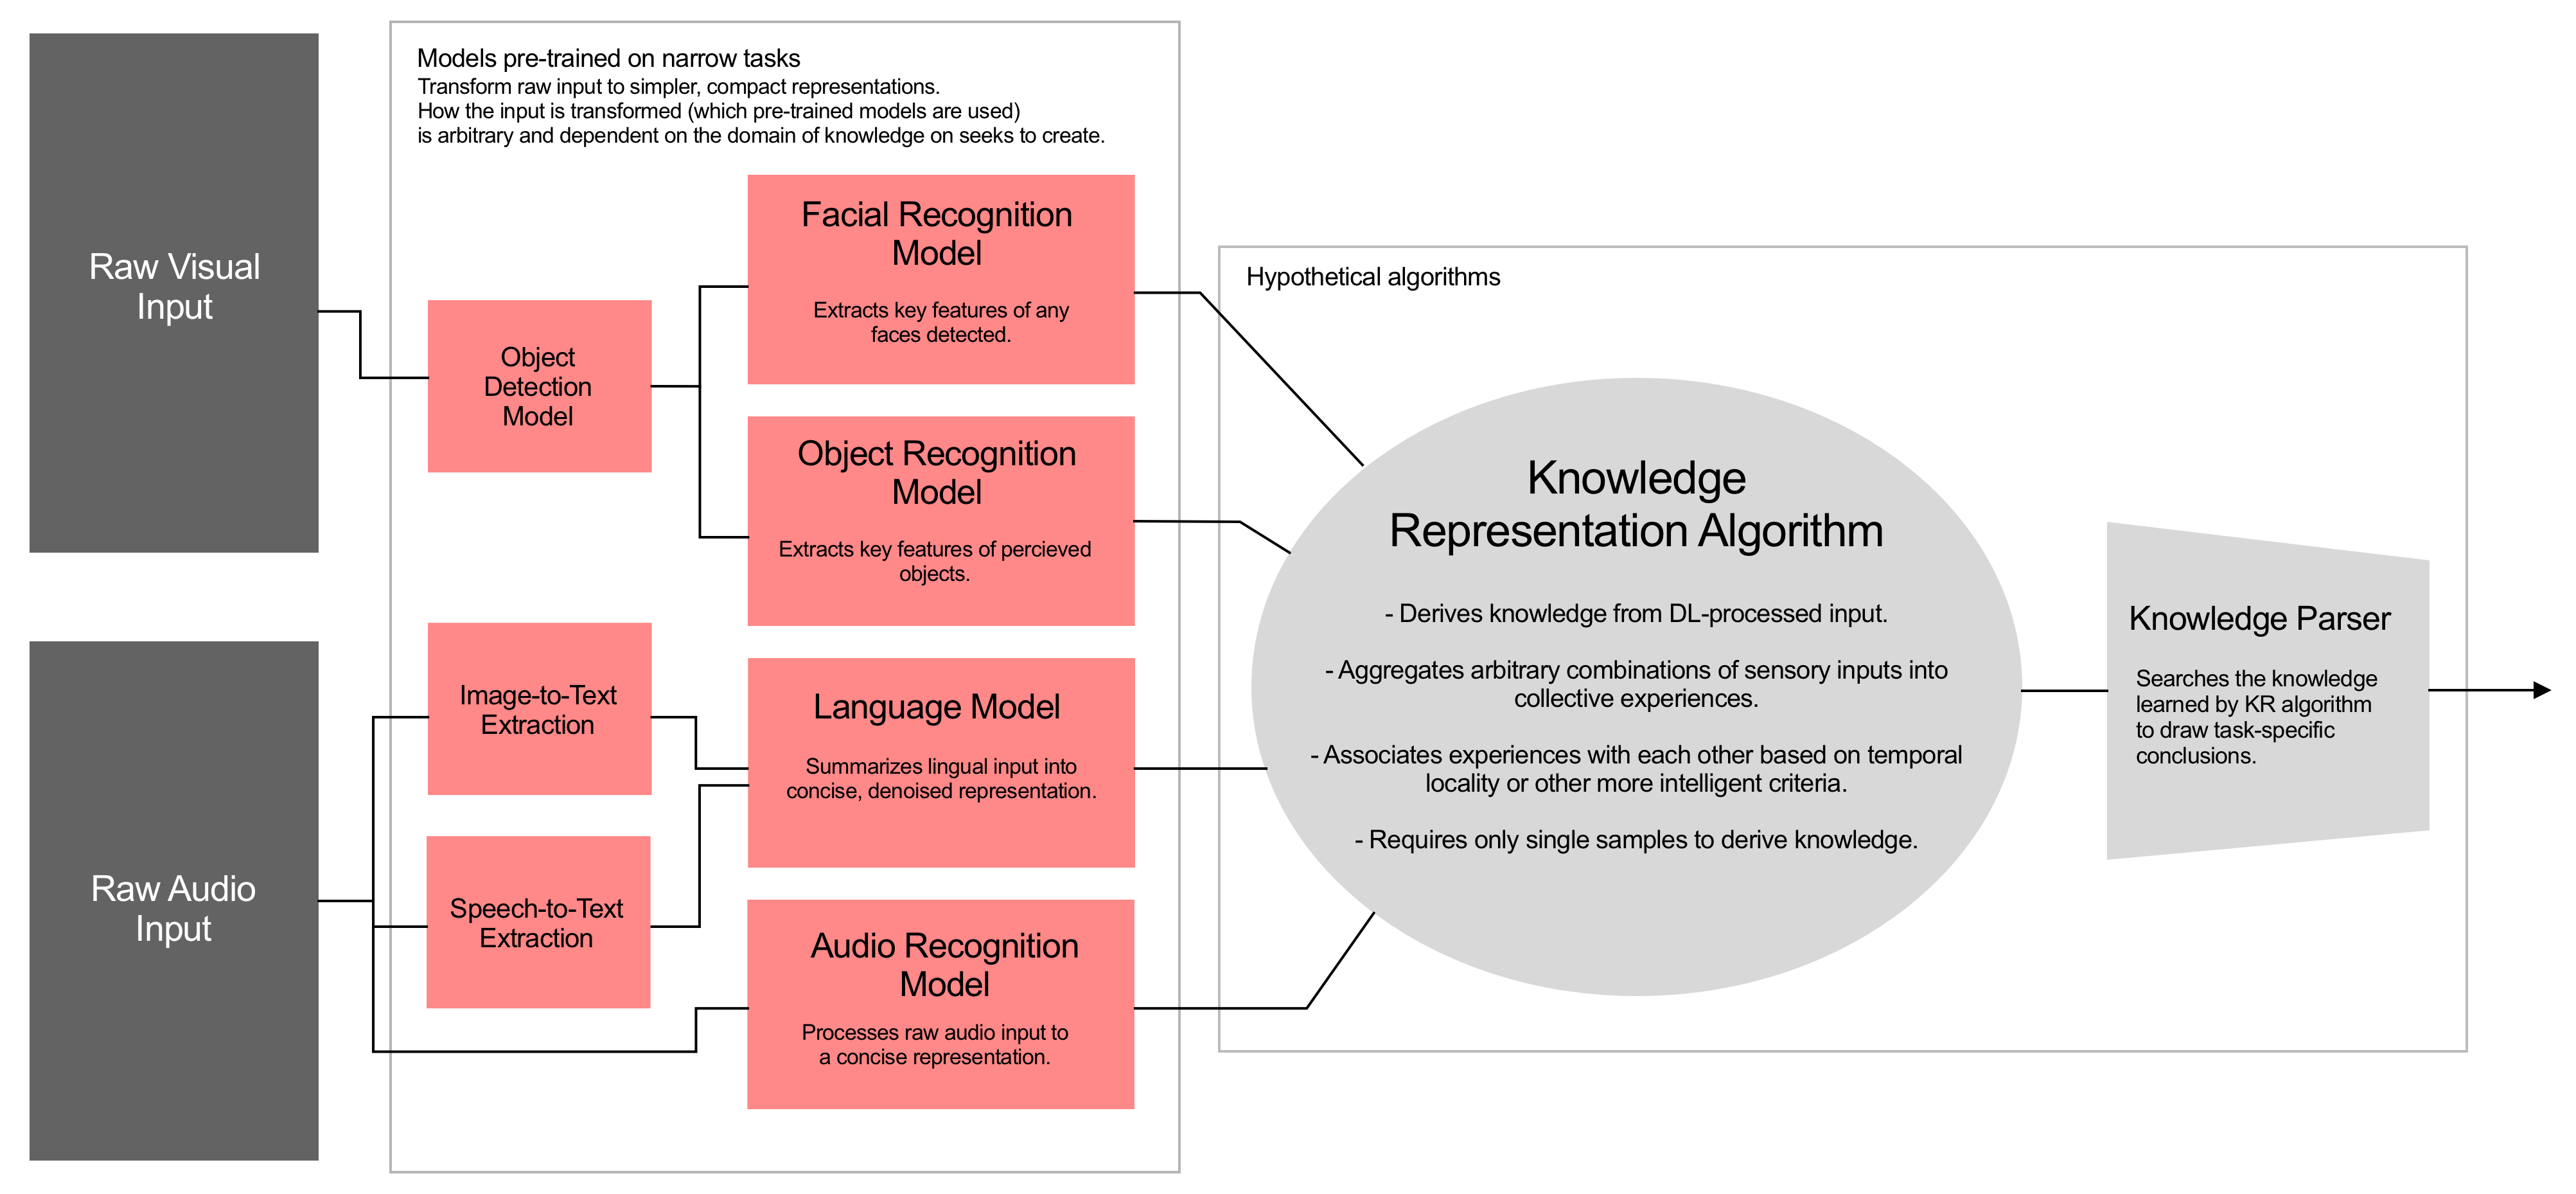 Raw Visual
Input
Raw Audio
Input
Models pre-trained on narrow tasks
Transform raw input to simpler, compact representations.
How the input is transformed (which pre-trained models are used)
is arbitrary and dependent on the domain of knowledge on seeks to create.
Object
Detection
Model
Facial Recognition
Model
Extracts key features of any
faces detected.
Object Recognition
Model
Extracts key features of percieved
objects.
Image-to-Text
Extraction
Speech-to-Text
Extraction
Language Model
Summarizes lingual input into
concise, denoised representation.
Audio Recognition
Model
Processes raw audio input to
a concise representation.
Hypothetical algorithms
Knowledge
Representation Algorithm
- Derives knowledge from DL-processed input.
- Aggregates arbitrary combinations of sensory inputs into
collective experiences.
- Associates experiences with each other based on temporal
locality or other more intelligent criteria.
- Requires only single samples to derive knowledge.
Knowledge Parser
Searches the knowledge
learned by KR algorithm
to draw task-specific
conclusions.